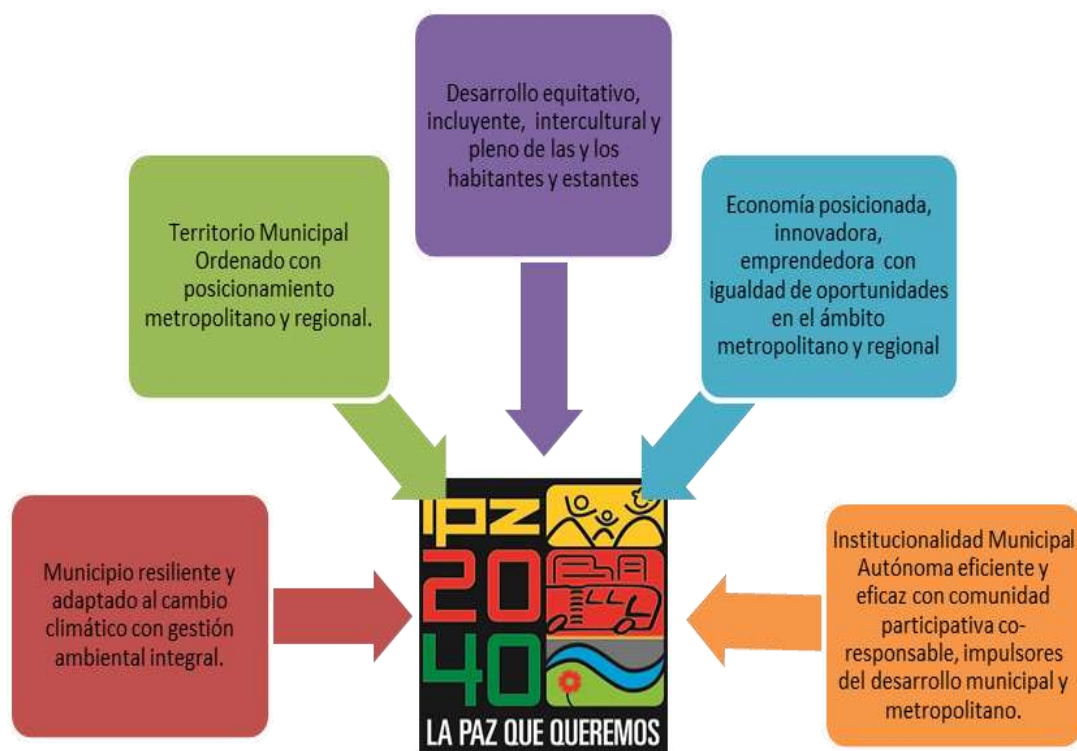 Desarrollo equitativo,
incluyente, intercultural y
pleno de las y los
habitantes y estantes
Territorio Municipal
Ordenado con
posicionamiento
metropolitano y regional.
Economía posicionada,
innovadora,
emprendedora con
igualdad de oportunidades
en el ámbito
metropolitano y regional
Municipio resiliente y
adaptado al cambio
climático con gestión
ambiental integral.
lpz
20
40
LA PAZ QUE QUEREMOS
Institucionalidad Municipal
Autónoma eficiente y
eficaz con comunidad
participativa co-
responsable, impulsores
del desarrollo municipal y
metropolitano.